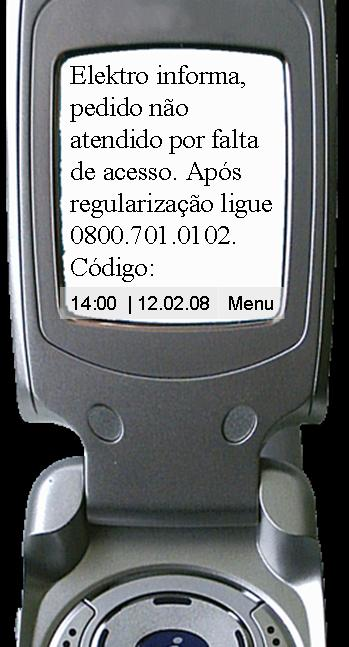 Elektro informa,
pedido não
atendido por falta
de acesso. Após
regularização ligue
0800.701.0102.
Código:
14:00 | 12.02.08 Menu